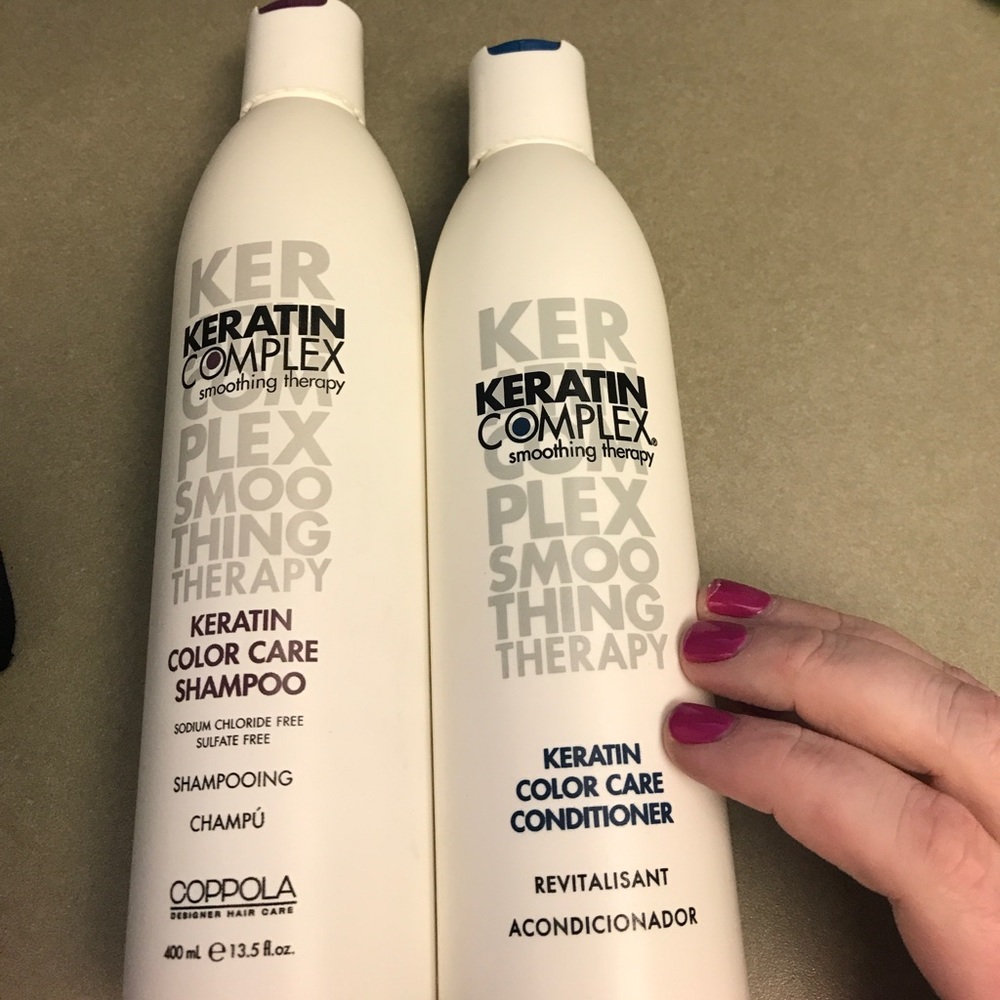 KER
KERATIN
COMPLEX
smoothing therapy
COM
PLEX
SMOO
THING
THERAPY
KERATIN
COLOR CARE
SHAMPOO
SODIUM CHLORIDE FREE
SULFATE FREE
SHAMPOOING
CHAMPÚ
COPPOLA
DESIGNER HAIR CARE
400 mL e 13.5 fl.oz.
KER
ATIN
KERATIN
COMPLEX®
smoothing therapy
COM
PLEX
SMOO
THING
THERAPY
KERATIN
COLOR CARE
CONDITIONER
REVITALISANT
ACONDICIONADOR